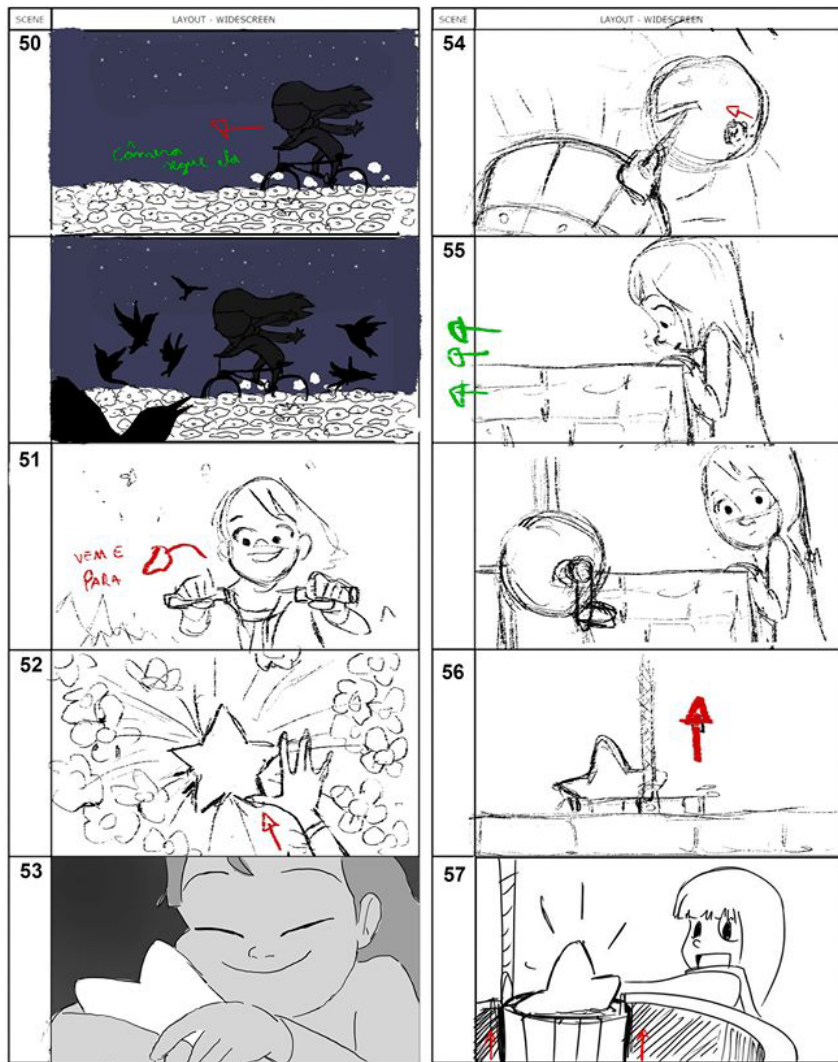 SCENE LAYOUT - WIDESCREEN
50
Câmera
segue ela
51
VEM E
PARA
52
53
SCENE LAYOUT - WIDESCREEN
54
55
56
57